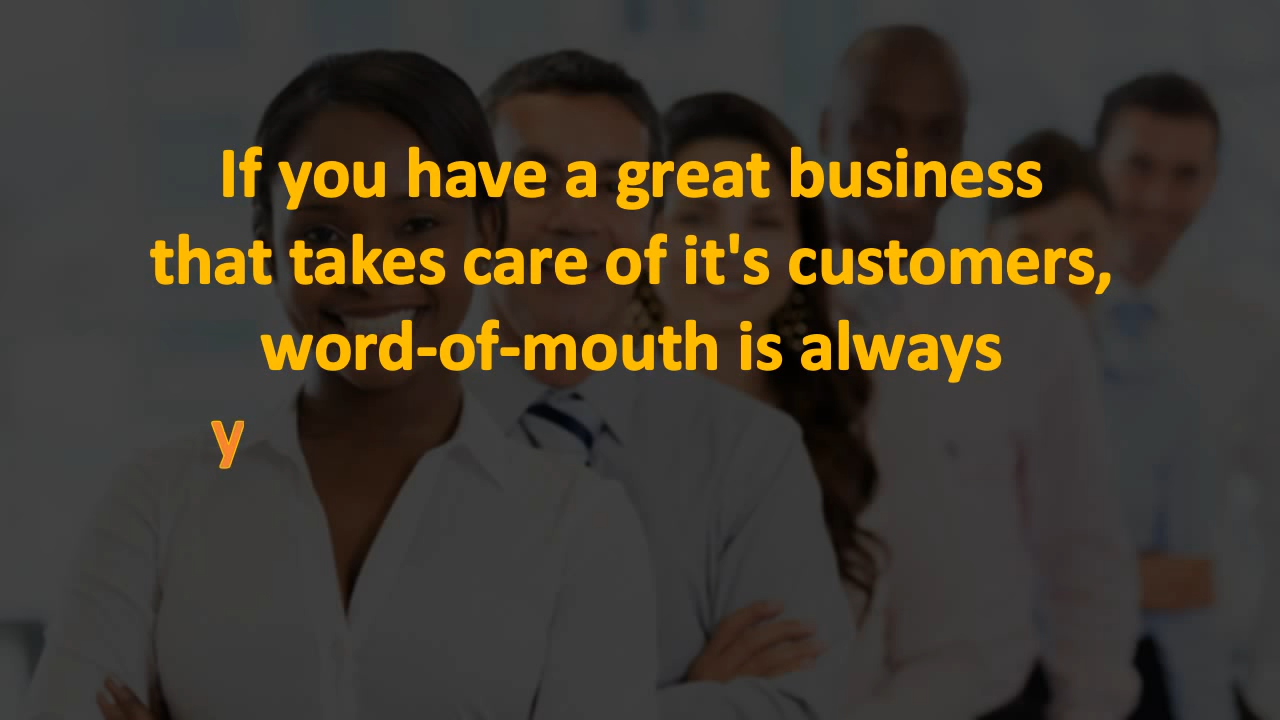 If you have a great business
that takes care of it's customers,
word-of-mouth is always
y